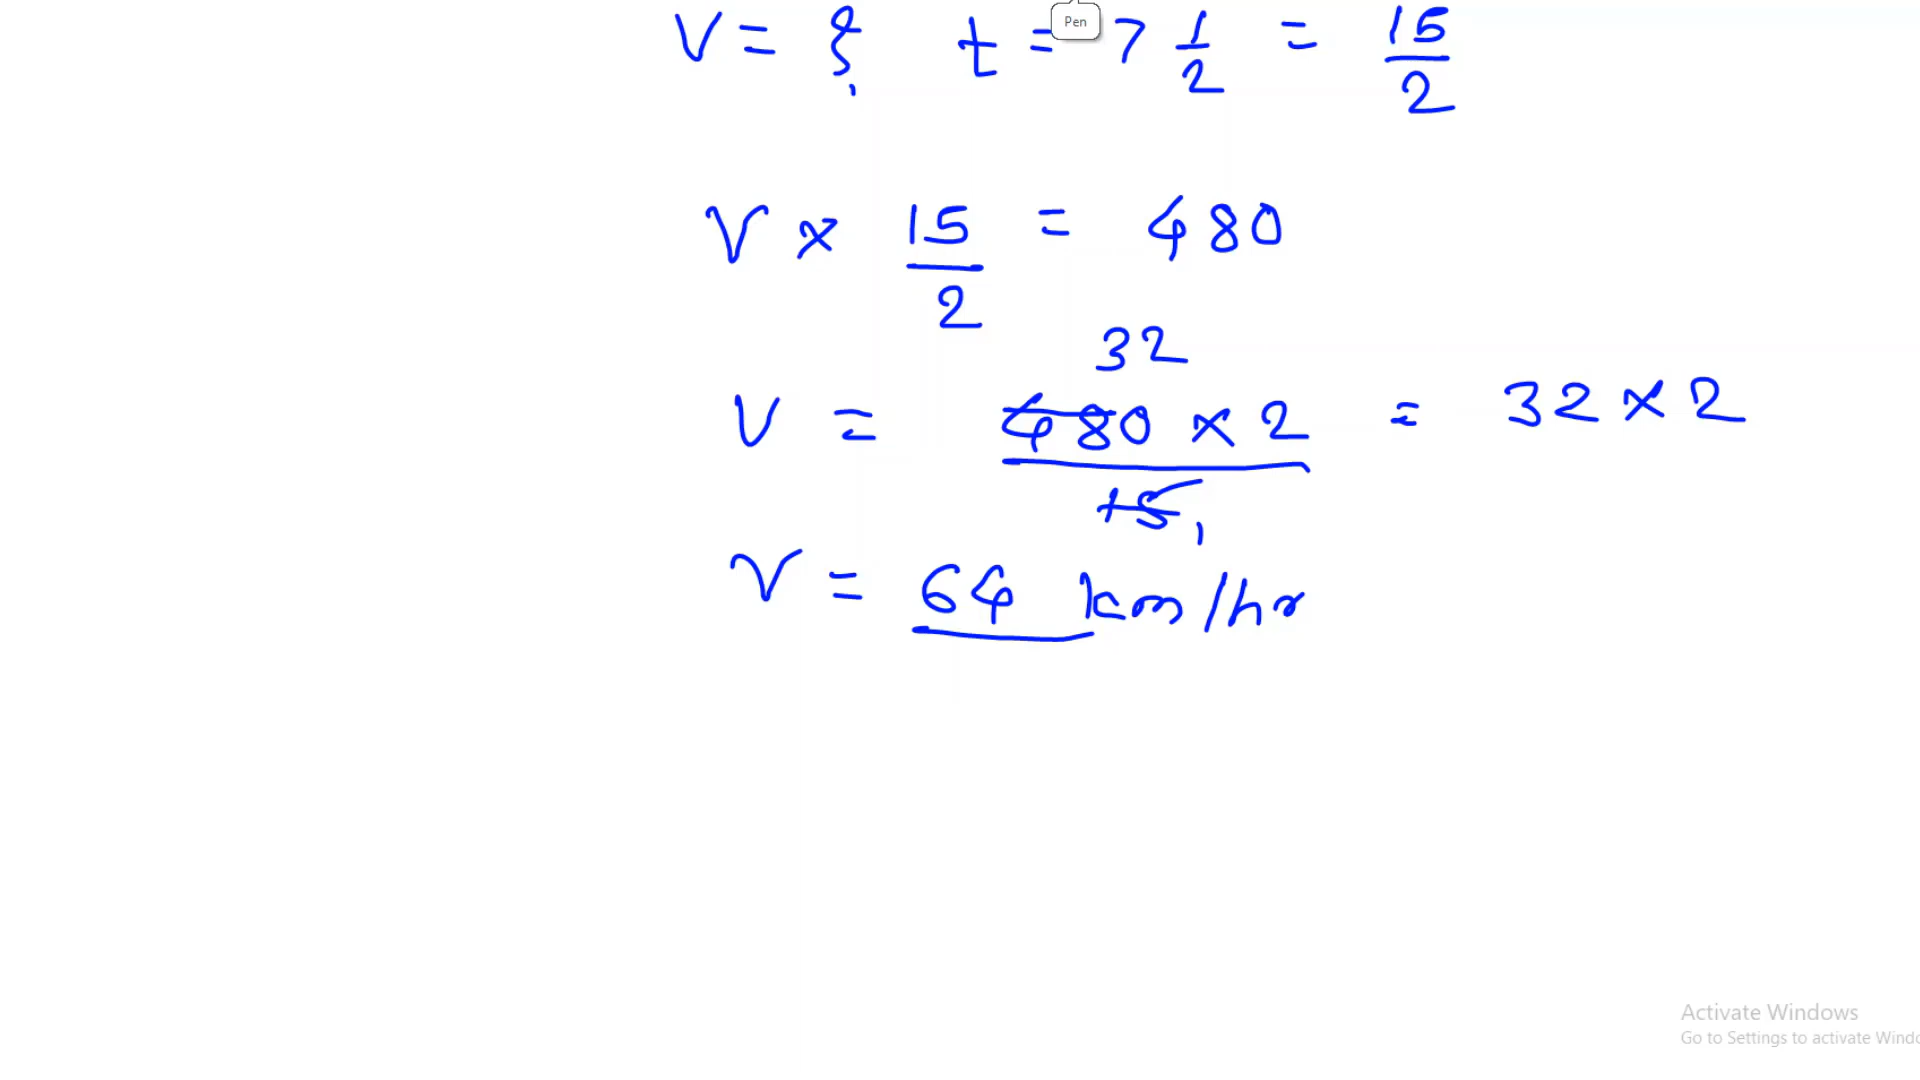 V = ? t = 7 1/2 = 15/2
Pen
V × 15/2 = 480
32
V = 480 × 2 / 15, = 32 × 2
V = 64 km/hr
Activate Windows
Go to Settings to activate Windo